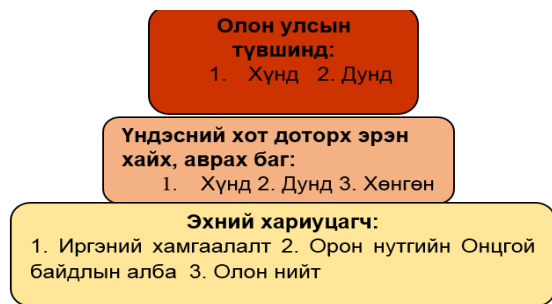 Олон улсын
түвшинд:
1. Хүнд 2. Дунд
Үндэсний хот доторх эрэн
хайх, аврах баг:
1. Хүнд 2. Дунд 3. Хөнгөн
Эхний хариуцагч:
1. Иргэний хамгаалалт 2. Орон нутгийн Онцгой
байдлын алба 3. Олон нийт